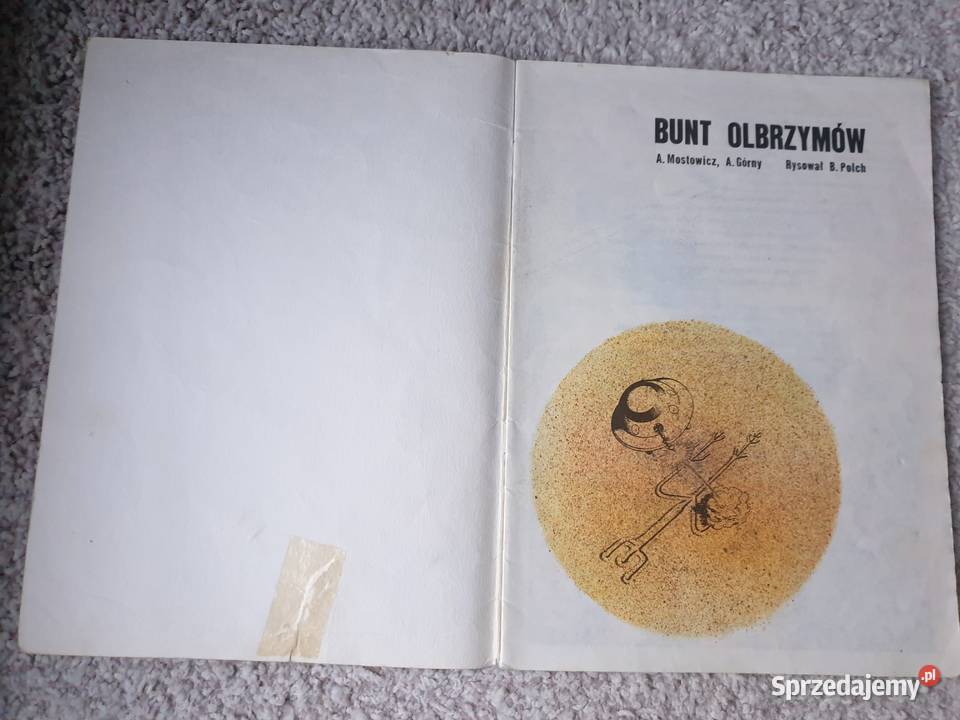 BUNT OLBRZYMÓW
A. Mostowicz, A. Górny Rysował B. Polch
Sprzedajemy .pl